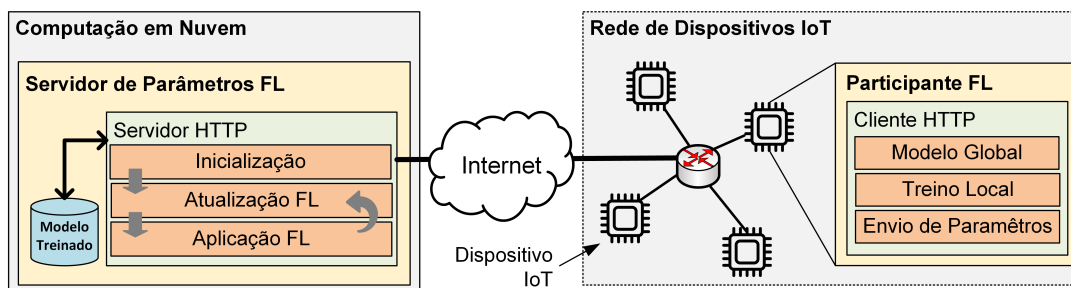 Computação em Nuvem
Servidor de Parâmetros FL
Servidor HTTP
Inicialização
Atualização FL
Aplicação FL
Modelo
Treinado
Internet
Rede de Dispositivos IoT
Dispositivo
IoT
Participante FL
Cliente HTTP
Modelo Global
Treino Local
Envio de Paramêtros